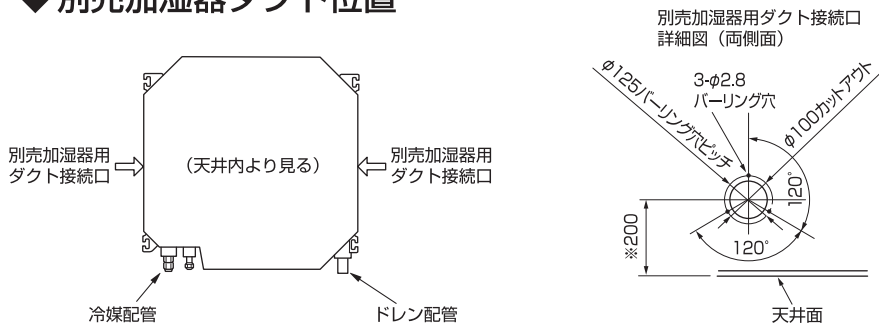 ◆別売加湿器ダクト位置
別売加湿器用
ダクト接続口
(天井内より見る)
別売加湿器用
ダクト接続口
冷媒配管
ドレン配管
別売加湿器用ダクト接続口
詳細図(両側面)
φ125バーリング穴ピッチ
3-φ2.8
バーリング穴
φ100カットアウト
120°
120°
※200
天井面